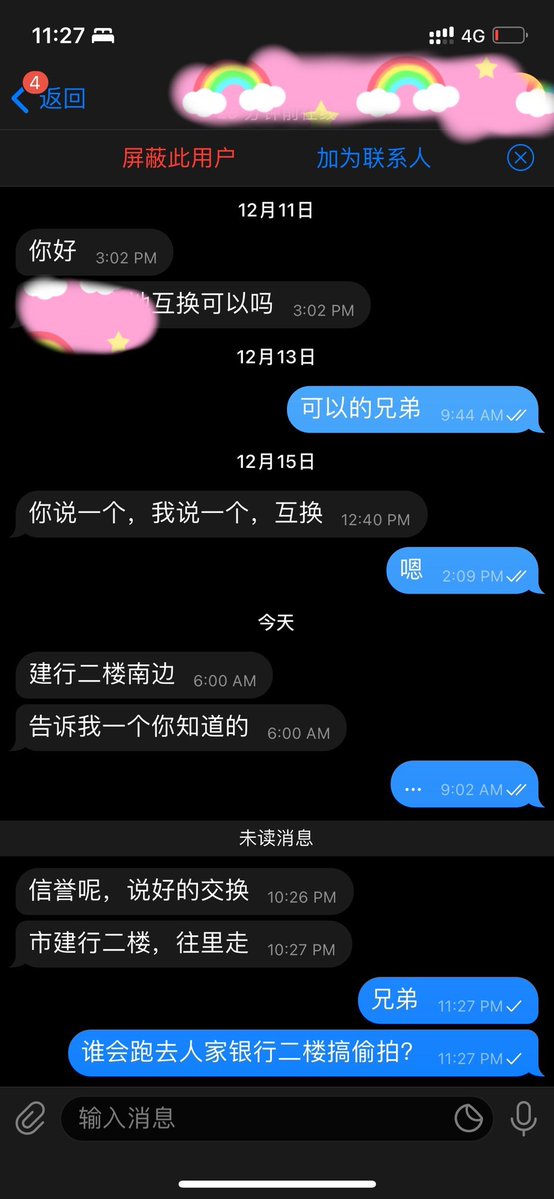 11:27
4G
4
返回
屏蔽此用户
加为联系人
12月11日
你好 3:02 PM
互换可以吗 3:02 PM
12月13日
可以的兄弟 9:44 AM
12月15日
你说一个，我说一个，互换 12:40 PM
嗯 2:09 PM
今天
建行二楼南边 6:00 AM
告诉我一个你知道的 6:00 AM
... 9:02 AM
未读消息
信誉呢，说好的交换 10:26 PM
市建行二楼，往里走 10:27 PM
兄弟 11:27 PM
谁会跑去人家银行二楼搞偷拍？ 11:27 PM
输入消息